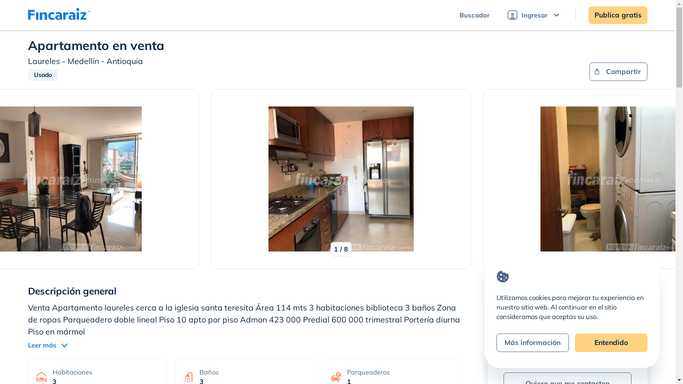 Fincaraíz
Buscador
Ingresar
Publica gratis
Apartamento en venta
Laureles - Medellín - Antioquia
Usado
Compartir
fincaraiz
fincaraiz
fincaraiz
1 / 8
Descripción general
Venta Apartamento laureles cerca a la iglesia santa teresita Área 114 mts 3 habitaciones biblioteca 3 baños Zona
de ropas Parqueadero doble lineal Piso 10 apto por piso Admon 423 000 Predial 600 000 trimestral Portería diurna
Piso en mármol
Leer más
Habitaciones
3
Baños
3
Parqueaderos
1
Utilizamos cookies para mejorar tu experiencia en
nuestro sitio web. Al continuar en el sitio
consideramos que aceptas su uso.
Más información
Entendido
Quiero que me contacten